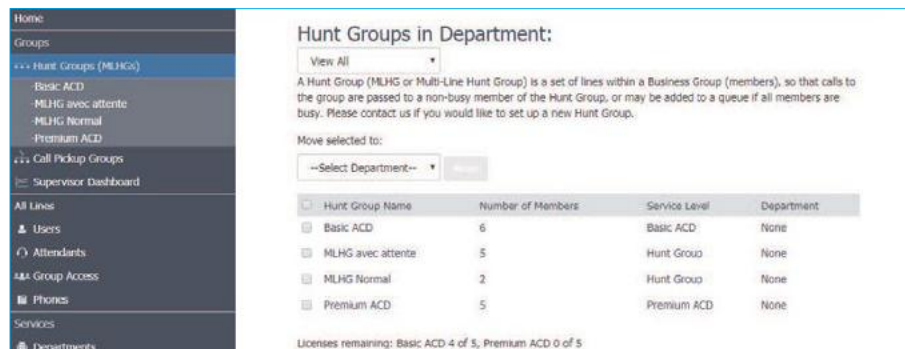 Home
Groups
Hunt Groups (MLHGs)
-Basic ACD
-MLHG avec attente
-MLHG Normal
-Premium ACD
Call Pickup Groups
Supervisor Dashboard
All Lines
Users
Attendants
Group Access
Phones
Services
Departments
Hunt Groups in Department:
View All
A Hunt Group (MLHG or Multi-Line Hunt Group) is a set of lines within a Business Group (members), so that calls to
the group are passed to a non-busy member of the Hunt Group, or may be added to a queue if all members are
busy. Please contact us if you would like to set up a new Hunt Group.
Move selected to:
--Select Department--
Hunt Group Name Number of Members Service Level Department
Basic ACD 6 Basic ACD None
MLHG avec attente 5 Hunt Group None
MLHG Normal 2 Hunt Group None
Premium ACD 5 Premium ACD None
Licenses remaining: Basic ACD 4 of 5, Premium ACD 0 of 5